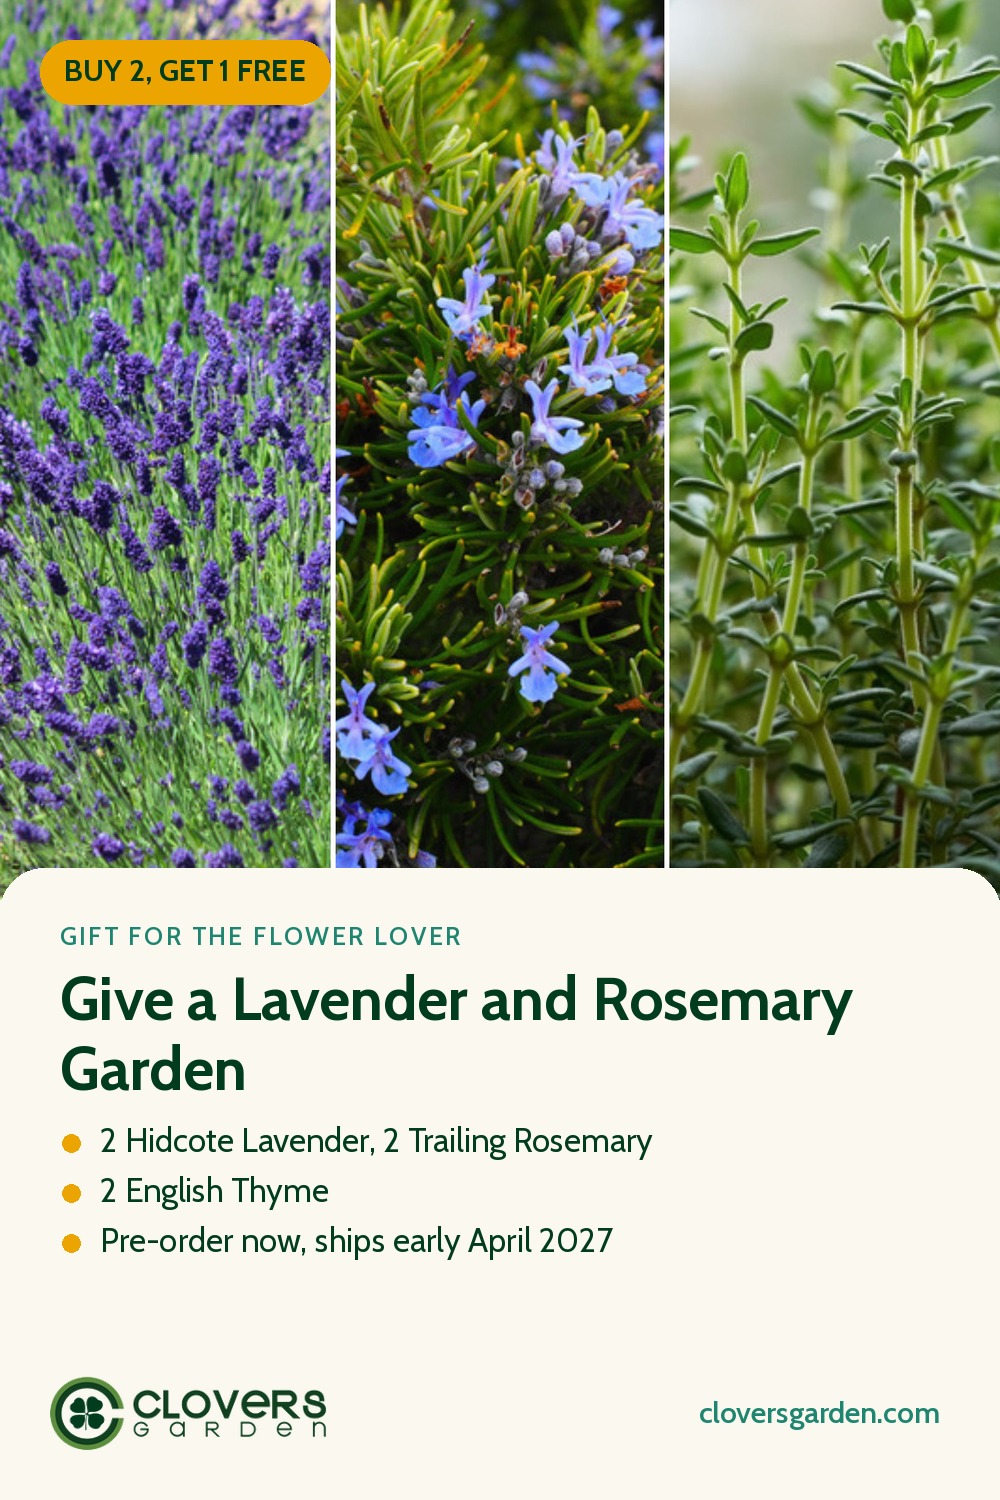 BUY 2, GET 1 FREE
GIFT FOR THE FLOWER LOVER
Give a Lavender and Rosemary
Garden
2 Hidcote Lavender, 2 Trailing Rosemary
2 English Thyme
Pre-order now, ships early April 2027
CLOVERS
GARDEN
cloversgarden.com